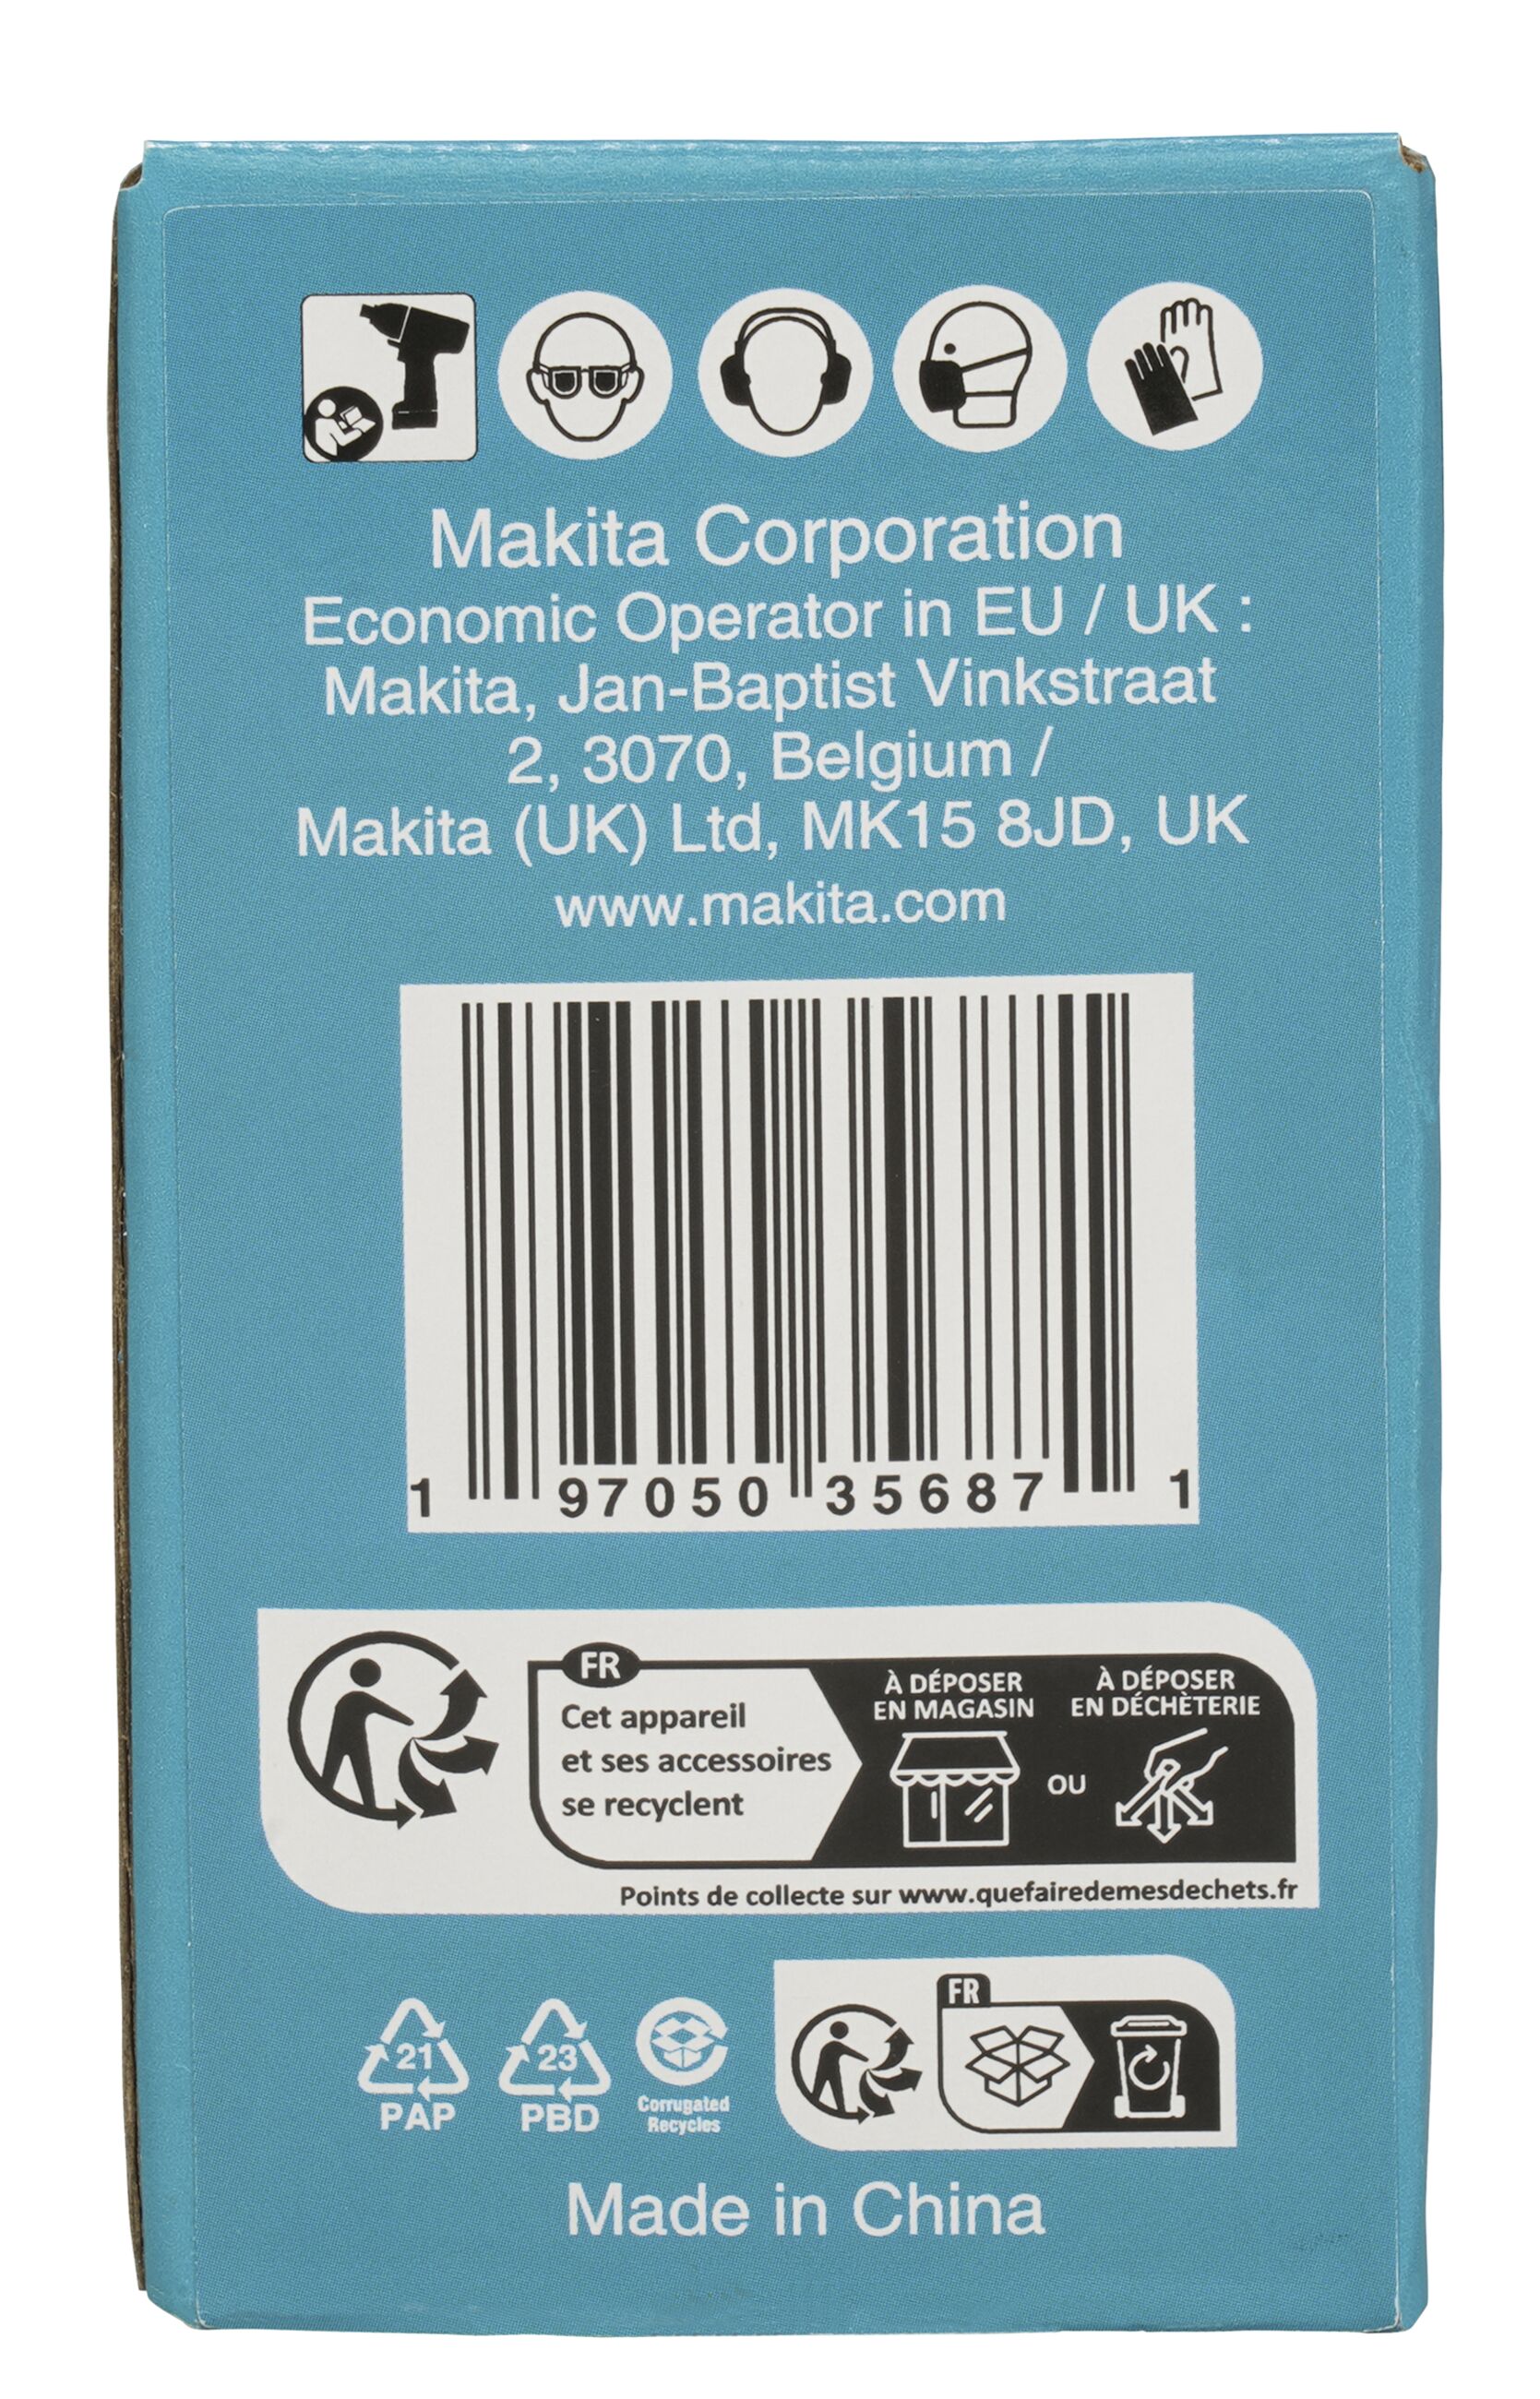 Makita Corporation
Economic Operator in EU / UK :
Makita, Jan-Baptist Vinkstraat
2, 3070, Belgium /
Makita (UK) Ltd, MK15 8JD, UK
www.makita.com
1 97050 35687 1
FR
Cet appareil
et ses accessoires
se recyclent
À DÉPOSER
EN MAGASIN
OU
À DÉPOSER
EN DÉCHÈTERIE
Points de collecte sur www.quefairedemesdechets.fr
21
PAP
23
PBD
Corrugated
Recycles
FR
Made in China